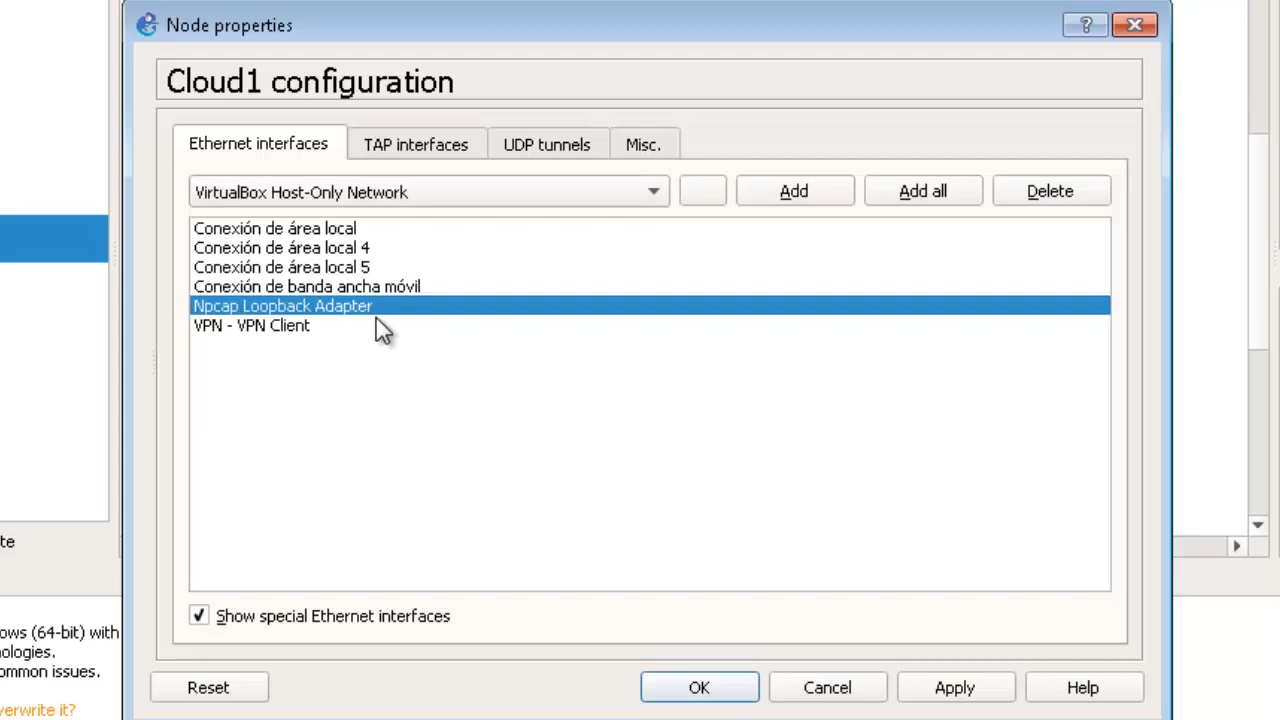 Node properties
Cloud1 configuration
Ethernet interfaces
TAP interfaces
UDP tunnels
Misc.
VirtualBox Host-Only Network
Add
Add all
Delete
Conexión de área local
Conexión de área local 4
Conexión de área local 5
Conexión de banda ancha móvil
Npcap Loopback Adapter
VPN - VPN Client
Show special Ethernet interfaces
Reset
OK
Cancel
Apply
Help
te
ows (64-bit) with
nologies.
ommon issues.
verwrite it?